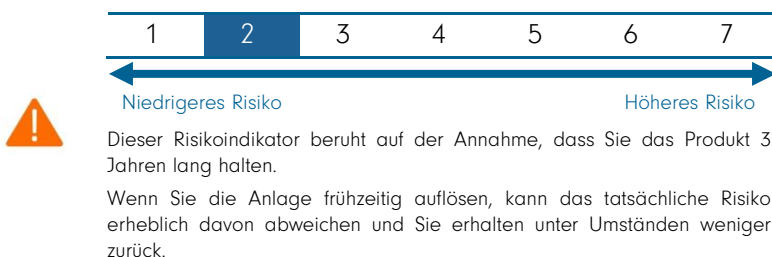 1 2 3 4 5 6 7
Niedrigeres Risiko Höheres Risiko
Dieser Risikoindikator beruht auf der Annahme, dass Sie das Produkt 3
Jahren lang halten.
Wenn Sie die Anlage frühzeitig auflösen, kann das tatsächliche Risiko
erheblich davon abweichen und Sie erhalten unter Umständen weniger
zurück.